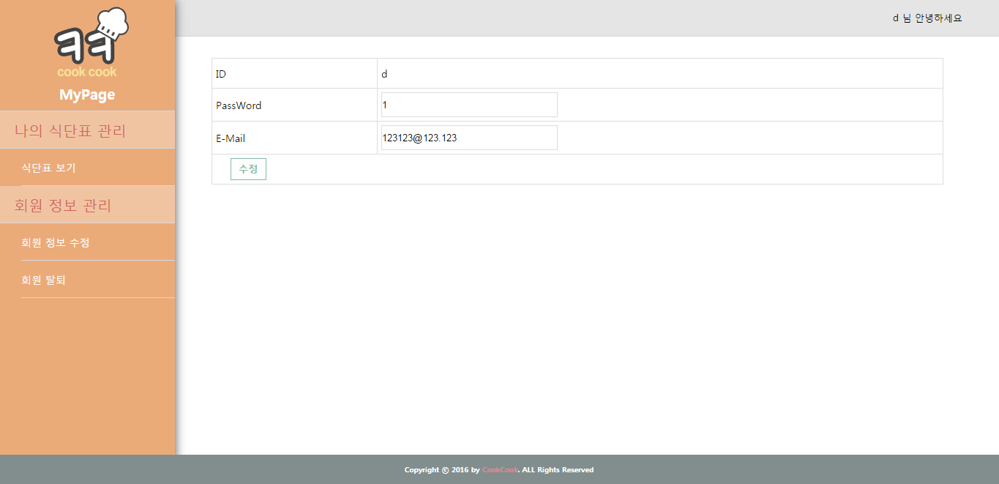 d 님 안녕하세요
쿡쿡
cook cook
MyPage
나의 식단표 관리
식단표 보기
회원 정보 관리
회원 정보 수정
회원 탈퇴
ID d
PassWord 1
E-Mail 123123@123.123
수정
Copyright © 2016 by CookCook. ALL Rights Reserved